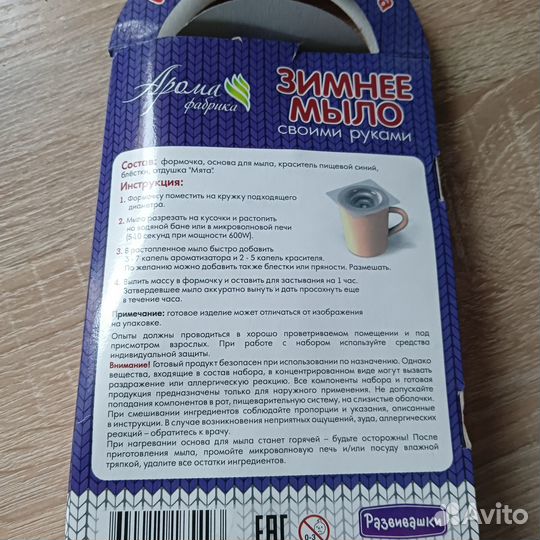 Арома
фабрика
ЗИМНЕЕ
МЫЛО
своими руками
Состав: формочка, основа для мыла, краситель пищевой синий,
блёстки, отдушка "Мята".
Инструкция:
1. Формочку поместить на кружку подходящего
диаметра.
2. Мыло разрезать на кусочки и растопить
на водяной бане или в микроволновой печи
секунд при мощности 600W).
3. В растопленное мыло быстро добавить
- 7 капель ароматизатора и 2 - 5 капель красителя.
По желанию можно добавить также блестки или пряности. Размешать.
4. Вылить массу в формочку и оставить для застывания на 1 час.
Затвердевшее мыло аккуратно вынуть и дать просохнуть еще
в течение часа.
Примечание: готовое изделие может отличаться от изображения
на упаковке.
Опыты должны проводиться в хорошо проветриваемом помещении и под
присмотром взрослых. При работе с набором используйте средства
индивидуальной защиты.
Внимание! Готовый продукт безопасен при использовании по назначению. Однако
вещества, входящие в состав набора, в концентрированном виде могут вызвать
раздражение или аллергическую реакцию. Все компоненты набора и готовая
продукция предназначены только для наружного применения. Не допускайте
попадания компонентов в рот, пищеварительную систему, на слизистые оболочки.
При смешивании ингредиентов соблюдайте пропорции и указания, описанные
в инструкции. В случае возникновения неприятных ощущений, зуда, аллергических
реакций – обратитесь к врачу.
При нагревании основа для мыла станет горячей – будьте осторожны! После
приготовления мыла, промойте микроволновую печь и/или посуду влажной
тряпкой, удалите все остатки ингредиентов.
EAC
0-3
Развивашки
Avito